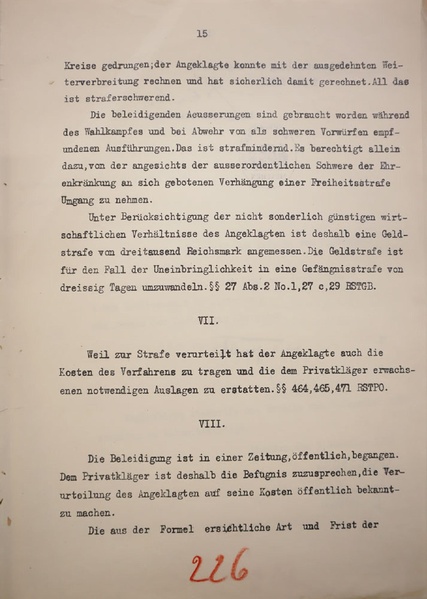 15
Kreise gedrungen;der Angeklagte konnte mit der ausgedehnten Wei-
terverbreitung rechnen und hat sicherlich damit gerechnet.All das
ist straferschwerend.
Die beleidigenden Aeusserungen sind gebraucht worden während
des Wahlkampfes und bei Abwehr von als schweren Vorwürfen empf-
undenen Ausführungen.Das ist strafmindernd.Es berechtigt allein
dazu,von der angesichts der ausserordentlichen Schwere der Ehr-
enkränkung an sich gebotenen Verhängung einer Freiheitsstrafe
Umgang zu nehmen.
Unter Berücksichtigung der nicht sonderlich günstigen wirt-
schaftlichen Verhältnisse des Angeklagten ist deshalb eine Geld-
strafe von dreitausend Reichsmark angemessen.Die Geldstrafe ist
für den Fall der Uneinbringlichkeit in eine Gefängnisstrafe von
dreissig Tagen umzuwandeln.§§ 27 Abs.2 No.1,27 c,29 RSTGB.
VII.
Weil zur Strafe verurteilt hat der Angeklagte auch die
Kosten des Verfahrens zu tragen und die dem Privatkläger erwachs-
enen notwendigen Auslagen zu erstatten.§§ 464,465,471 RSTPO.
VIII.
Die Beleidigung ist in einer Zeitung,öffentlich,begangen.
Dem Privatkläger ist deshalb die Befugnis zuzusprechen,die Ver-
urteilung des Angeklagten auf seine Kosten öffentlich bekannt-
zu machen.
Die aus der Formel ersichtliche Art und Frist der
226